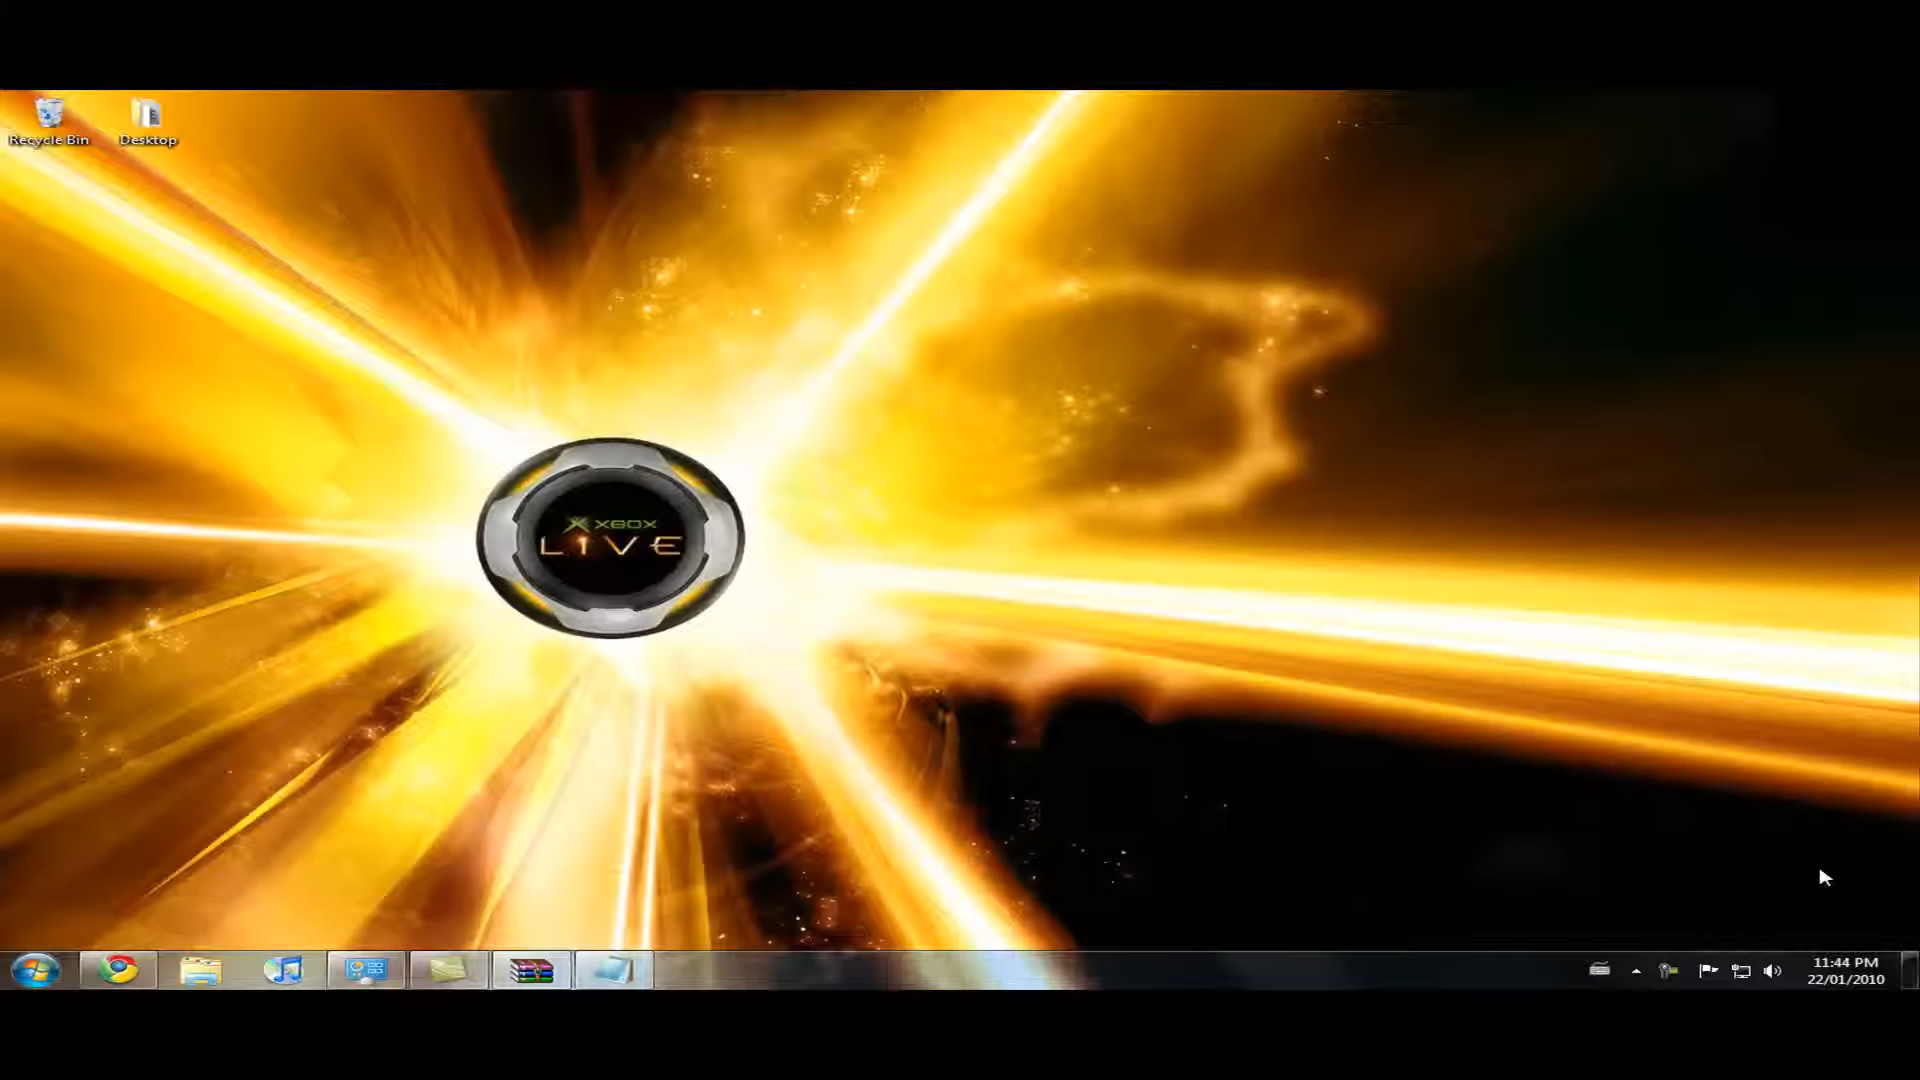 Recycle Bin
Desktop
XBOX
LIVE
11:44 PM
22/01/2010